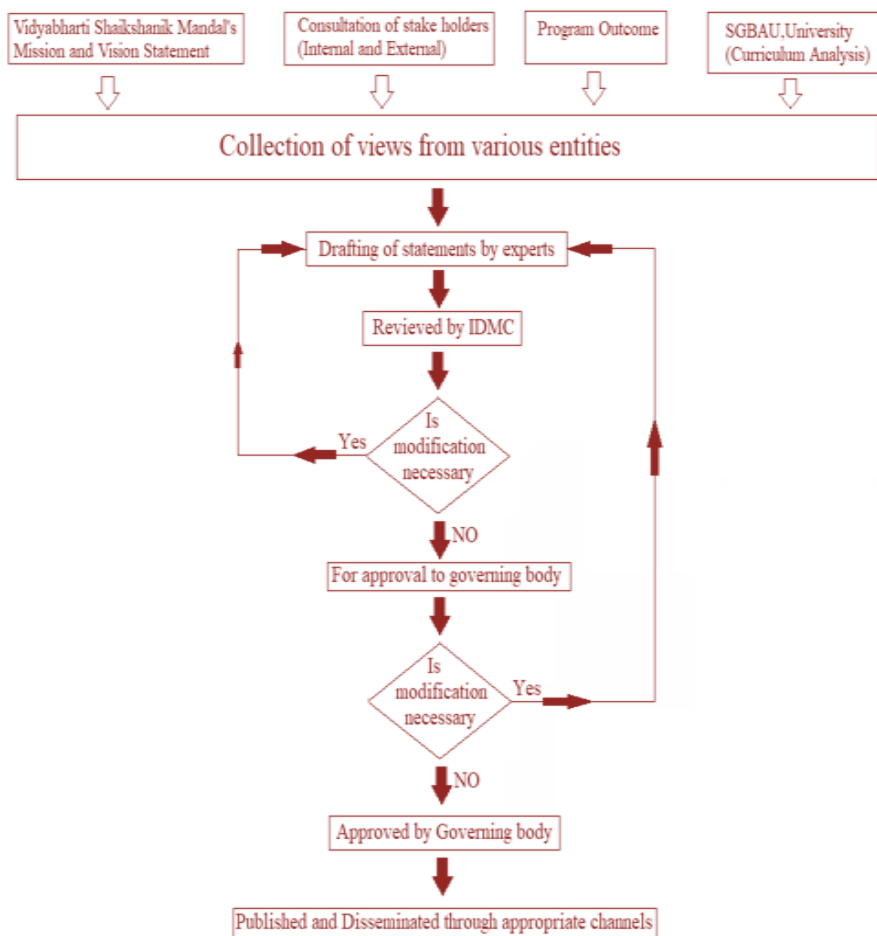 Vidyabharti Shaikshanik Mandal's
Mission and Vision Statement
Consultation of stake holders
(Internal and External)
Program Outcome
SGBAU,University
(Curriculum Analysis)
Collection of views from various entities
Drafting of statements by experts
Revieved by IDMC
Is
modification
necessary
Yes
NO
For approval to governing body
Is
modification
necessary
Yes
NO
Approved by Governing body
Published and Disseminated through appropriate channels